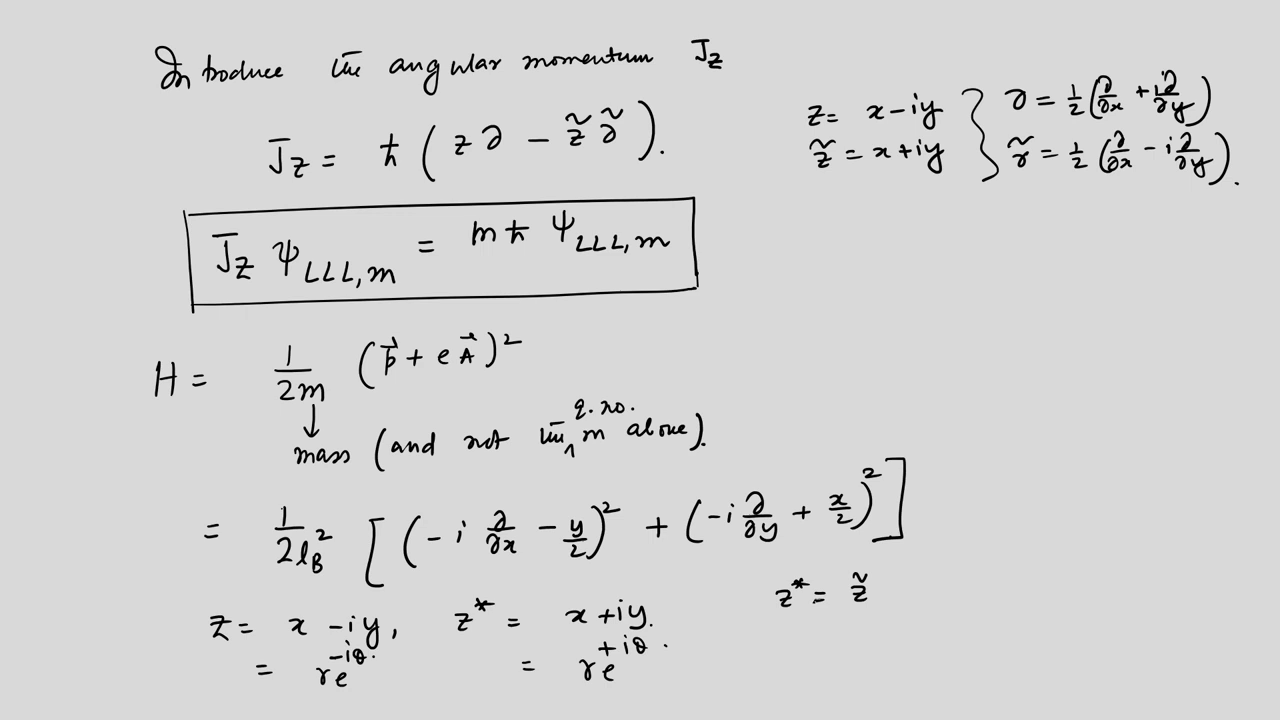 Introduce the angular momentum J_z
J_z = ħ ( z∂ − z̃ ∂̃ ).
z = x − iy } ∂ = 1/2 (∂/∂x + i∂/∂y)
z̃ = x + iy } ∂̃ = 1/2 (∂/∂x − i ∂/∂y).
J_z ψ_LLL,m = mħ ψ_LLL,m
H = 1/2m (p⃗ + e A⃗)²
↓ q. no.
mass (and not the ∧ m alone).
= 1/2l_B² [ (−i ∂/∂x − y/2)² + (−i ∂/∂y + x/2)² ]
z* = z̃
z = x − iy, z* = x + iy.
= re^−iθ. = re^+iθ.